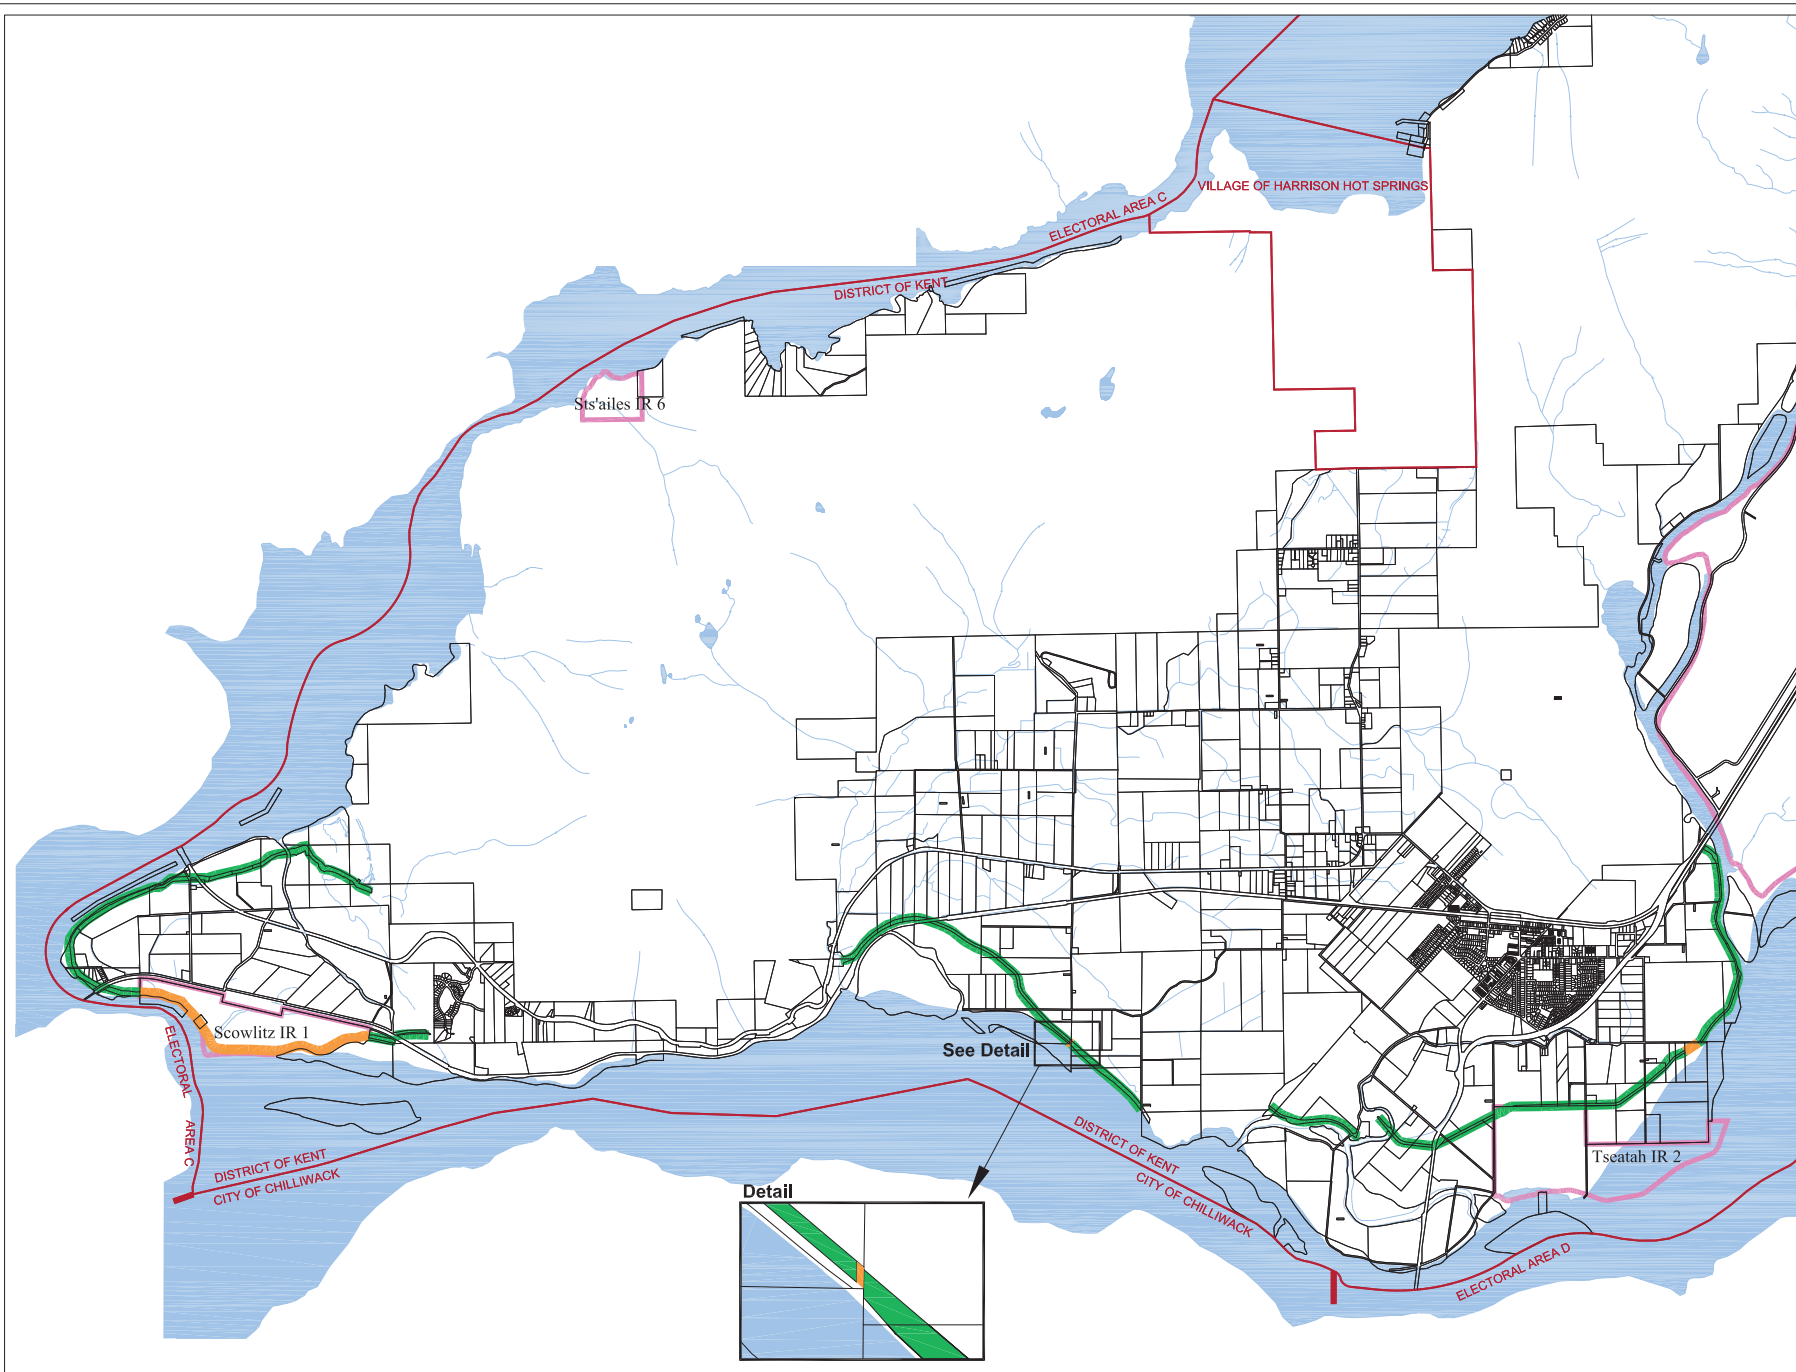 VILLAGE OF HARRISON HOT SPRINGS
ELECTORAL AREA C
DISTRICT OF KENT
Sts'ailes IR 6
Scowlitz IR 1
See Detail
ELECTORAL
AREA C
DISTRICT OF KENT
CITY OF CHILLIWACK
DISTRICT OF KENT
CITY OF CHILLIWACK
Tseatah IR 2
Detail
ELECTORAL AREA D